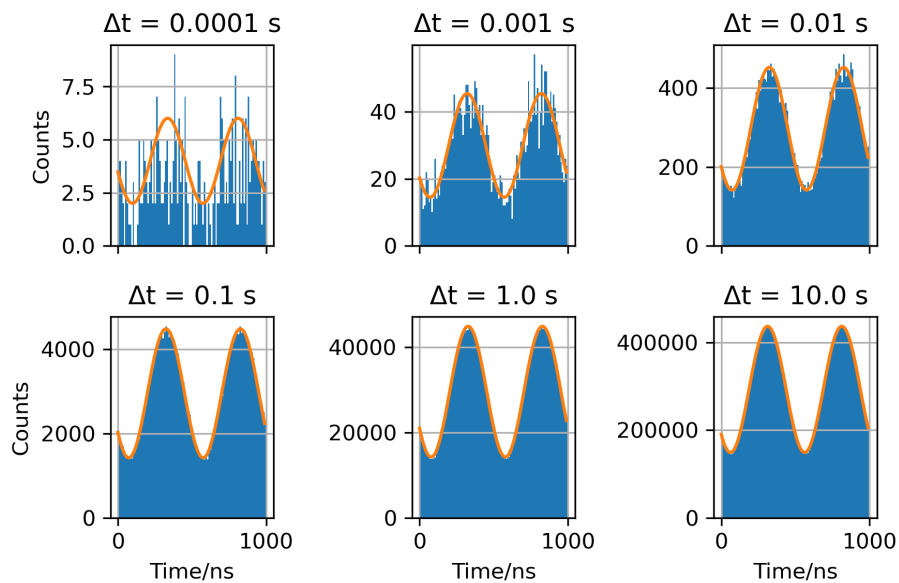 Δt = 0.0001 s
Δt = 0.001 s
Δt = 0.01 s
Counts
7.5
5.0
2.5
0.0
40
20
0
400
200
0
Δt = 0.1 s
Δt = 1.0 s
Δt = 10.0 s
Counts
4000
2000
0
40000
20000
0
400000
200000
0
0 1000
0 1000
0 1000
Time/ns
Time/ns
Time/ns